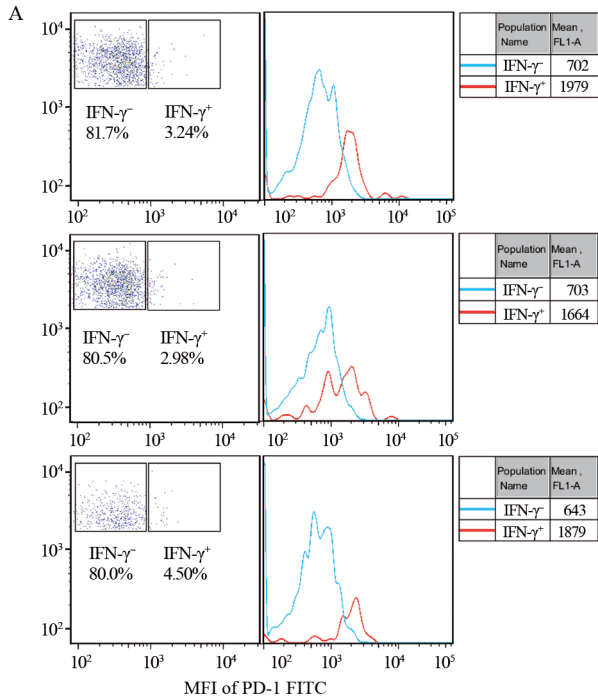 A
10⁴
10³
10²
IFN-γ⁻ IFN-γ⁺
81.7% 3.24%
10² 10³ 10⁴
10² 10³ 10⁴ 10⁵
Population Name Mean , FL1-A
IFN-γ⁻ 702
IFN-γ⁺ 1979
10⁴
10³
10²
IFN-γ⁻ IFN-γ⁺
80.5% 2.98%
10² 10³ 10⁴
10² 10³ 10⁴ 10⁵
Population Name Mean , FL1-A
IFN-γ⁻ 703
IFN-γ⁺ 1664
10⁴
10³
10²
IFN-γ⁻ IFN-γ⁺
80.0% 4.50%
10² 10³ 10⁴
10² 10³ 10⁴ 10⁵
Population Name Mean , FL1-A
IFN-γ⁻ 643
IFN-γ⁺ 1879
MFI of PD-1 FITC